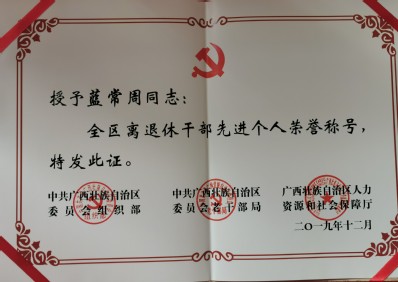 授予蓝常周同志：
全区离退休干部先进个人荣誉称号，
特发此证。
中共广西壮族自治区 中共广西壮族自治区 广西壮族自治区人力
委员会组织部 委员会老干部局 资源和社会保障厅
二〇一九年十二月